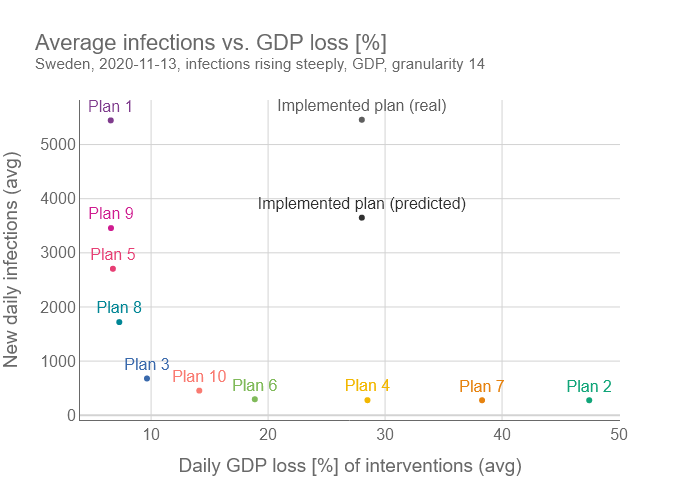 Average infections vs. GDP loss [%]
Sweden, 2020-11-13, infections rising steeply, GDP, granularity 14
New daily infections (avg)
5000
4000
3000
2000
1000
0
Plan 1
Implemented plan (real)
Implemented plan (predicted)
Plan 9
Plan 5
Plan 8
Plan 3
Plan 10
Plan 6
Plan 4
Plan 7
Plan 2
10
20
30
40
50
Daily GDP loss [%] of interventions (avg)